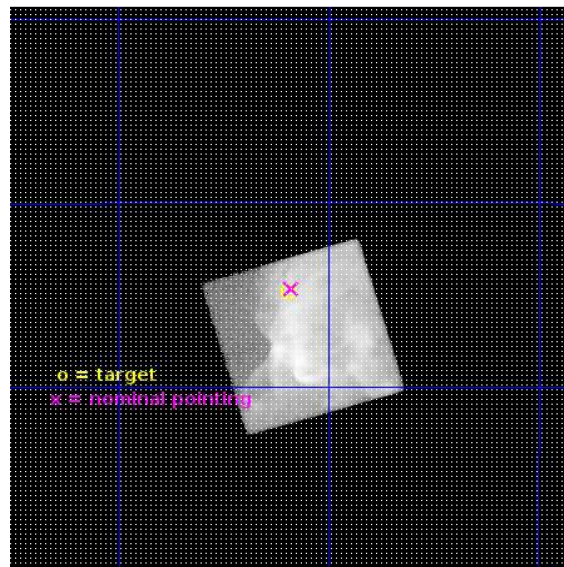 o = target
x = nominal pointing